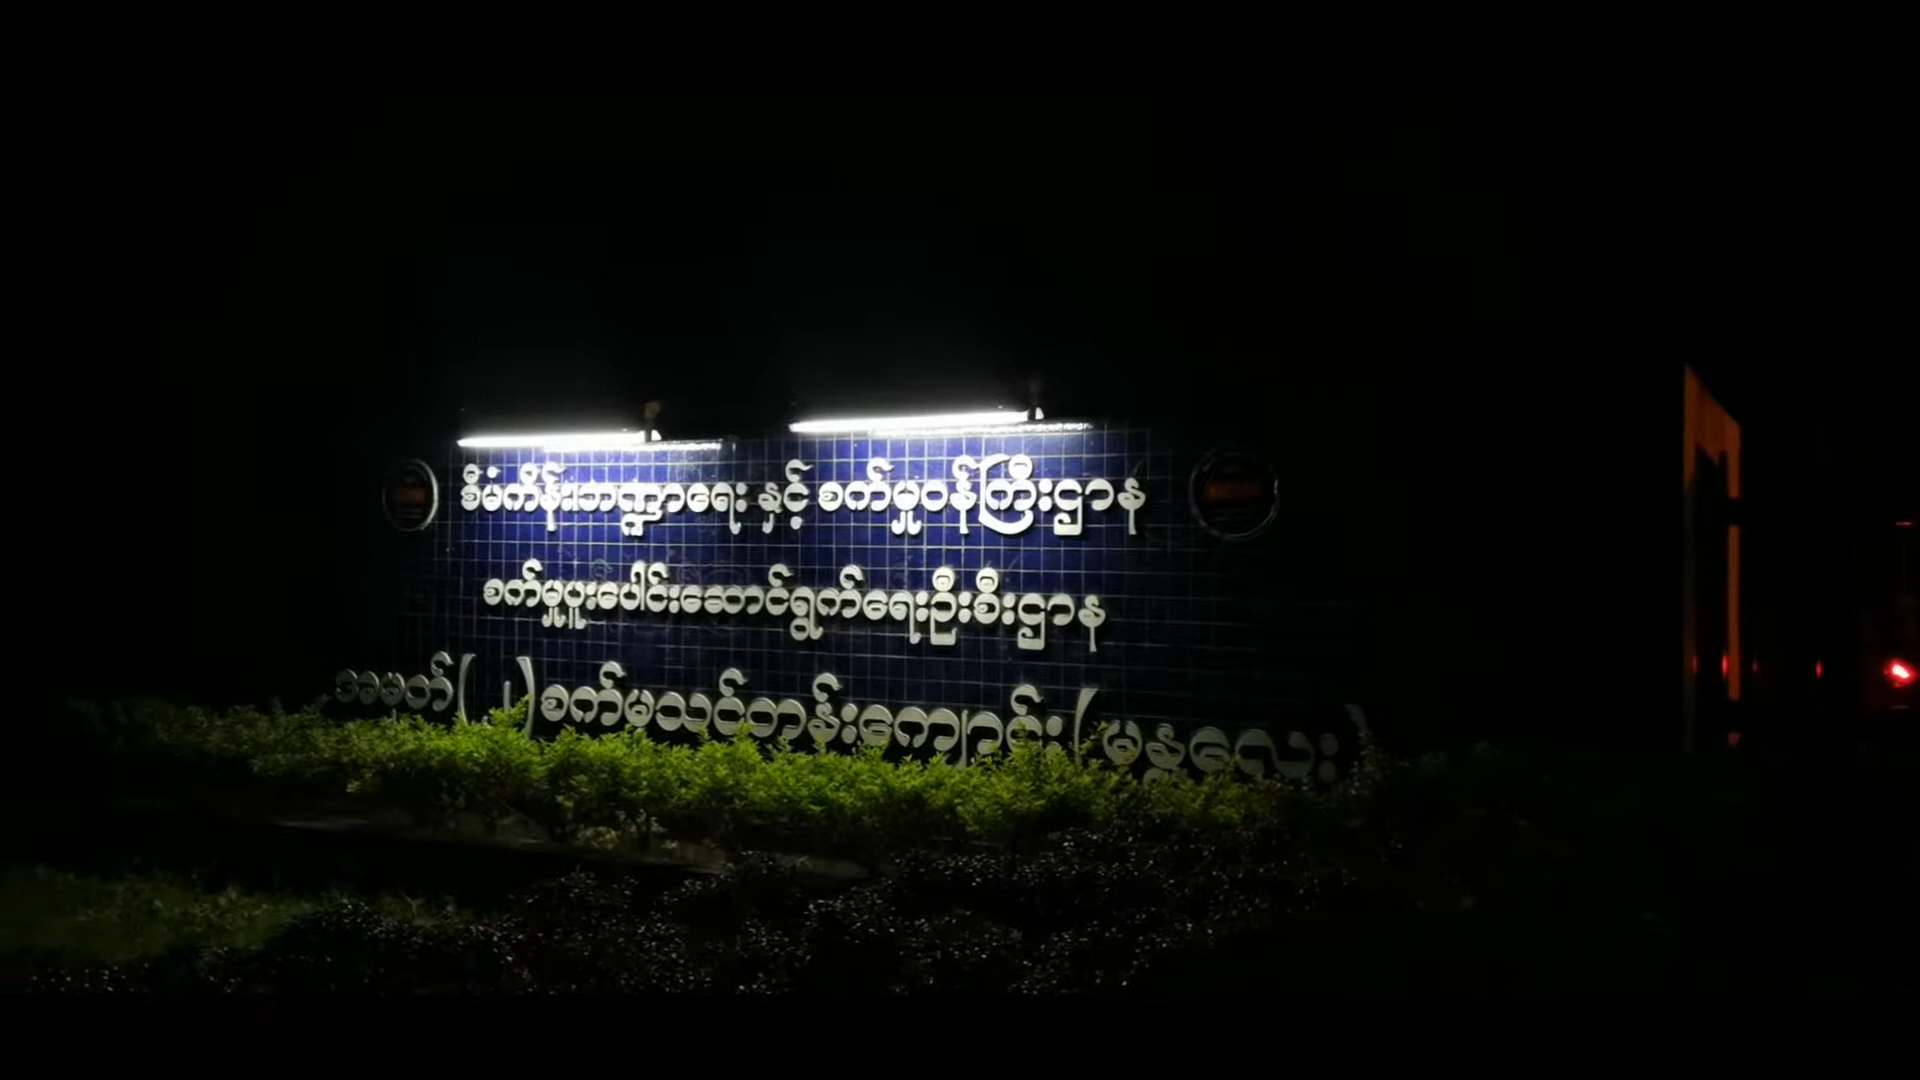 စီမံကိန်း၊ဘဏ္ဍာရေး နှင့် စက်မှုဝန်ကြီးဌာန
စက်မှုပူးပေါင်းဆောင်ရွက်ရေးဦးစီးဌာန
အမှတ်(၂)စက်မှုသင်တန်းကျောင်း(မန္တလေး